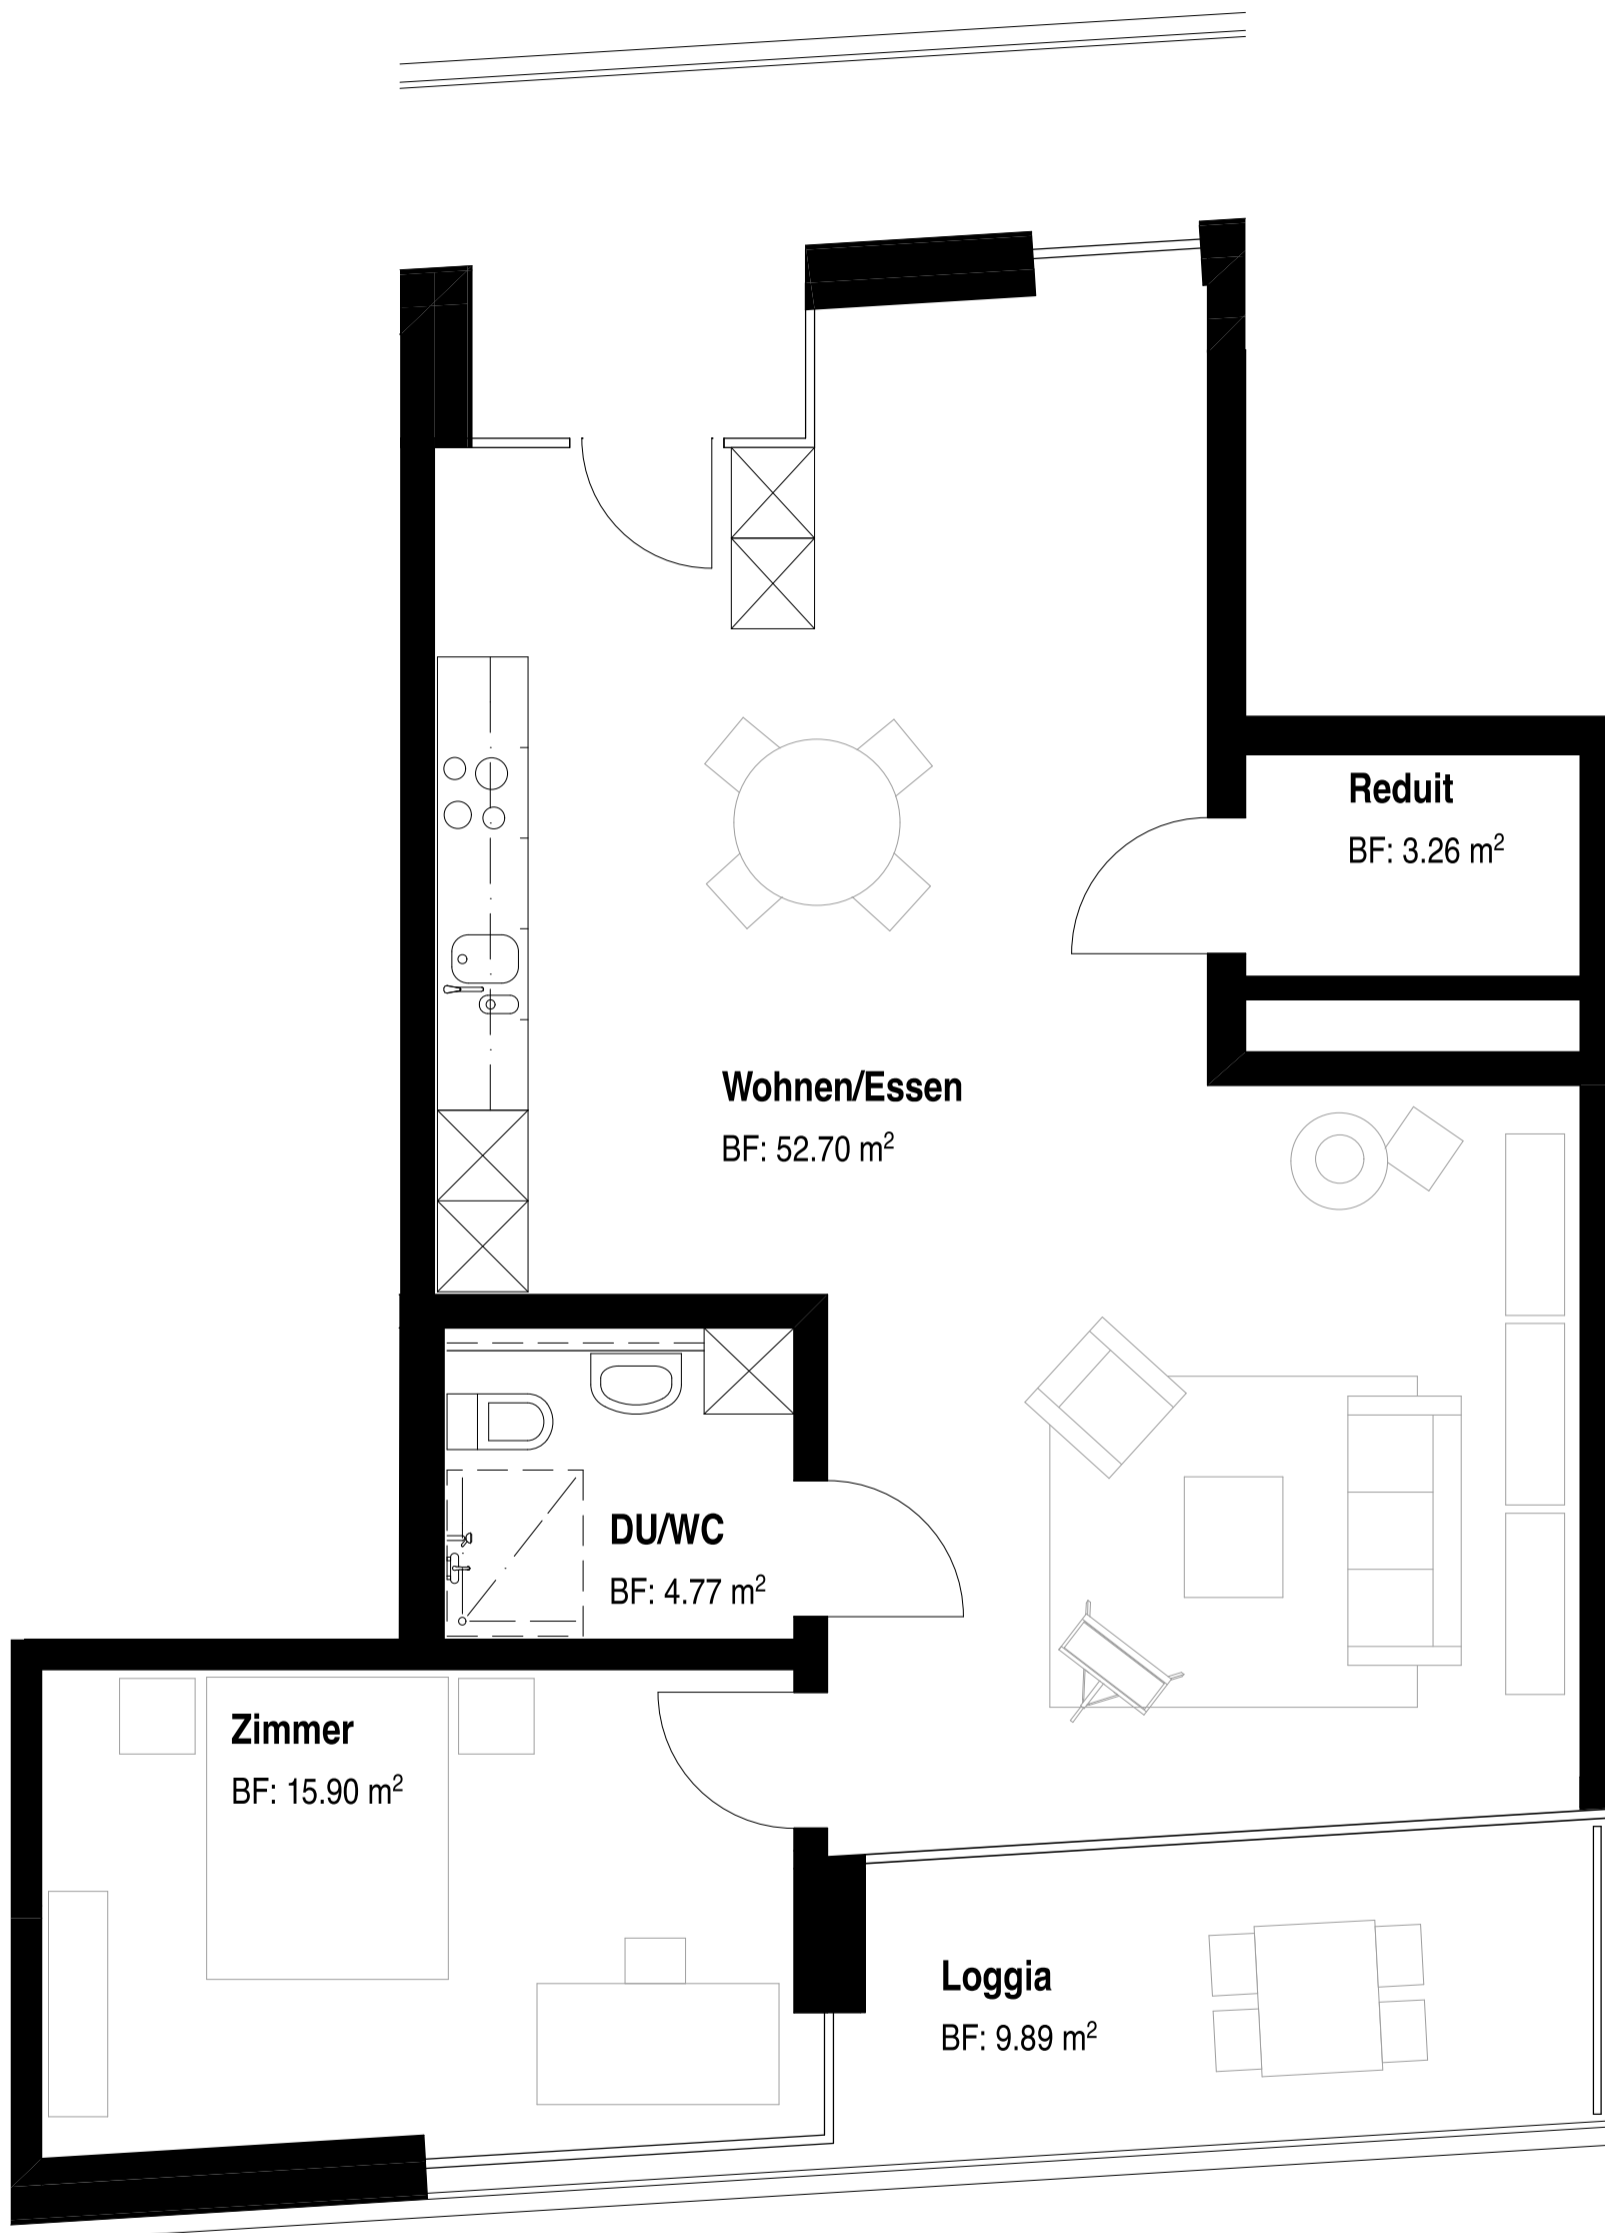 Reduit
BF: 3.26 m²
Wohnen/Essen
BF: 52.70 m²
DU/WC
BF: 4.77 m²
Zimmer
BF: 15.90 m²
Loggia
BF: 9.89 m²